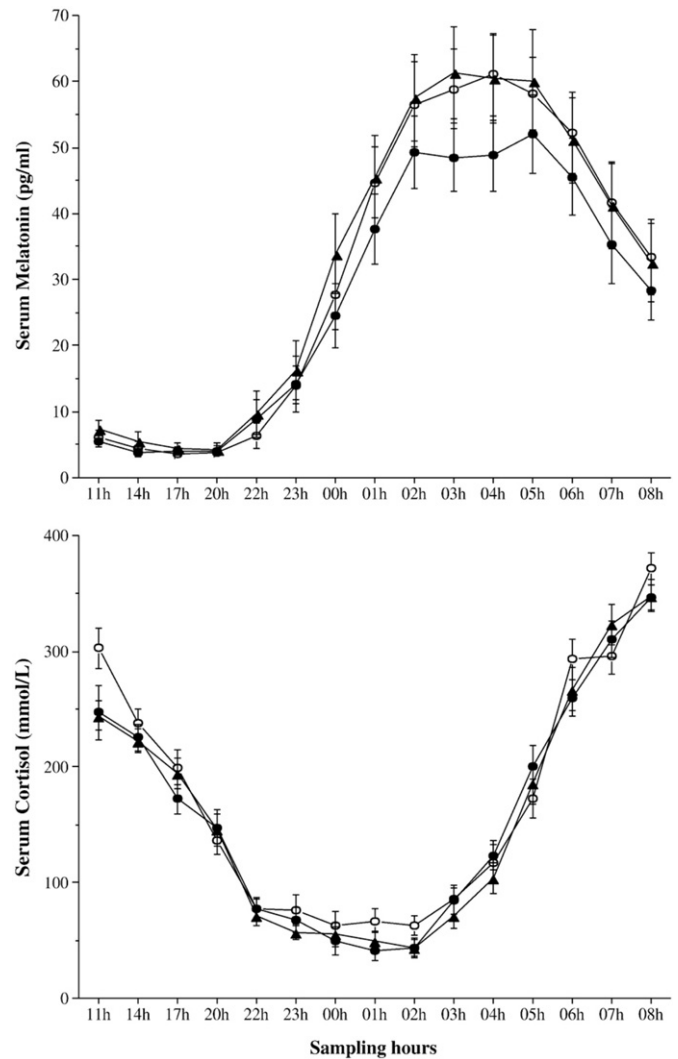 70
60
50
40
30
20
10
0
Serum Melatonin (pg/ml)
11h 14h 17h 20h 22h 23h 00h 01h 02h 03h 04h 05h 06h 07h 08h
400
300
200
100
0
Serum Cortisol (mmol/L)
11h 14h 17h 20h 22h 23h 00h 01h 02h 03h 04h 05h 06h 07h 08h
Sampling hours